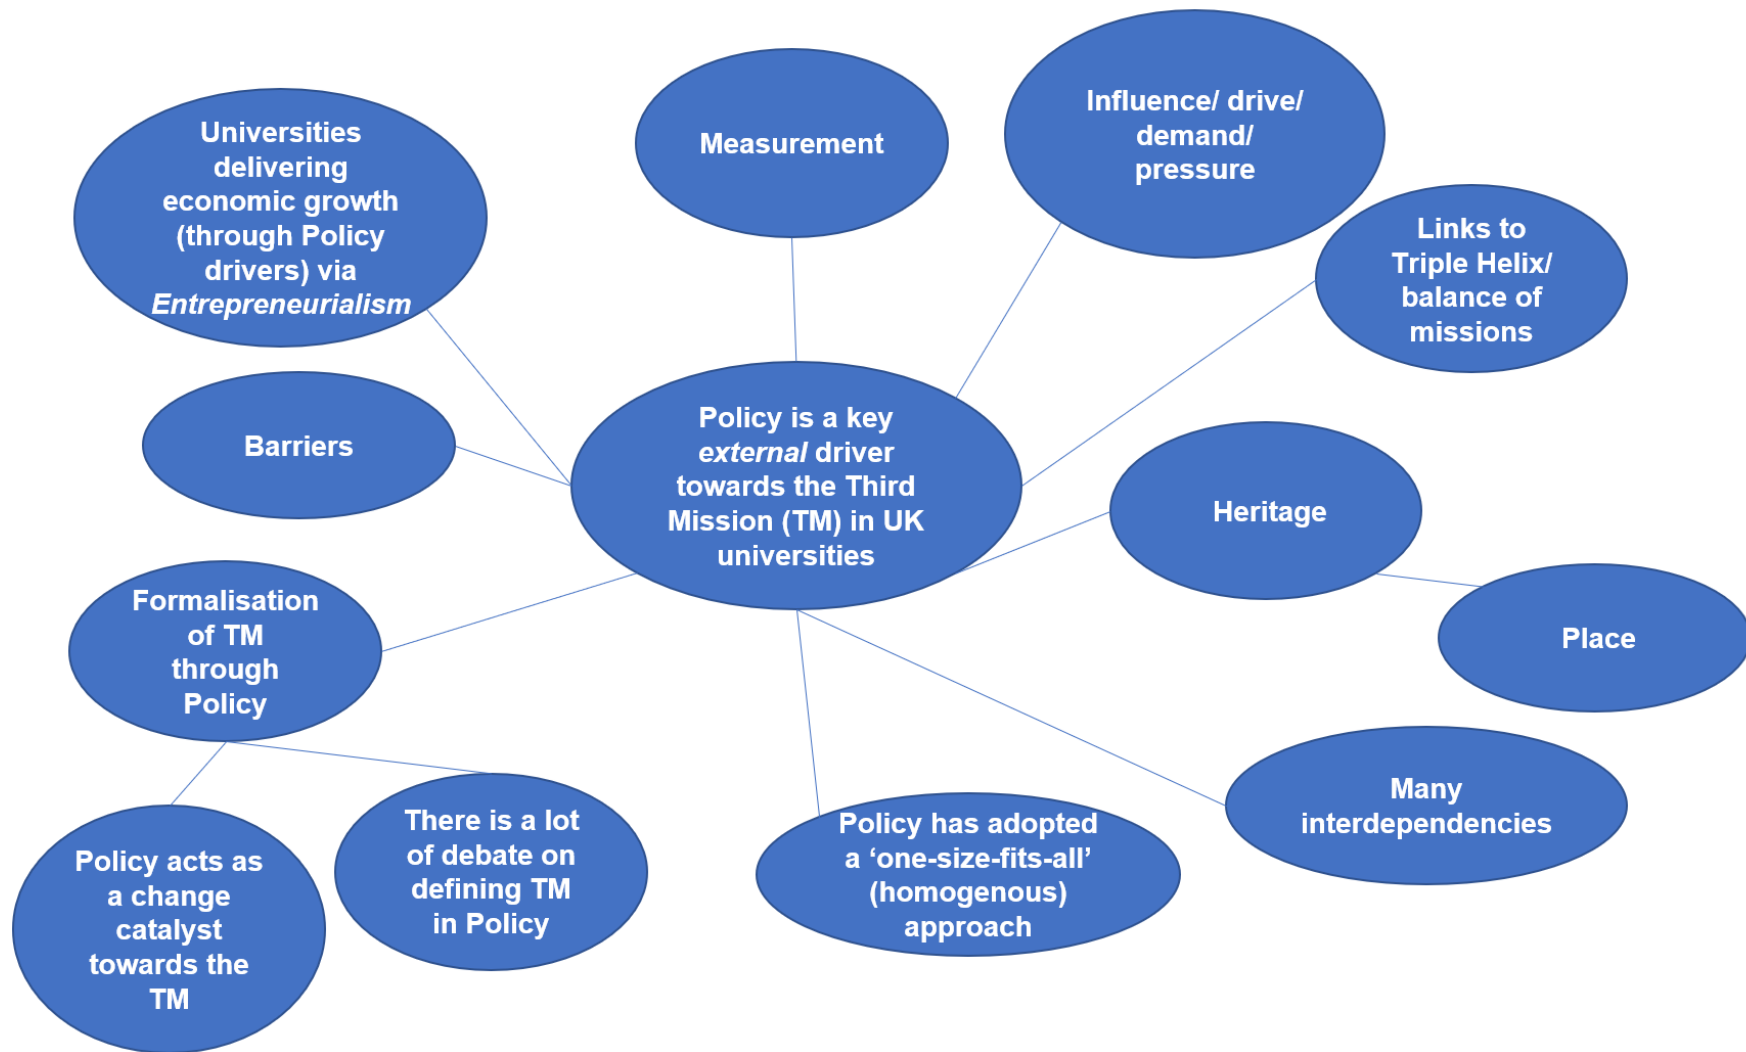 Universities
delivering
economic growth
(through Policy
drivers) via
Entrepreneurialism
Measurement
Influence/ drive/
demand/
pressure
Links to
Triple Helix/
balance of
missions
Barriers
Policy is a key
external driver
towards the Third
Mission (TM) in UK
universities
Heritage
Place
Formalisation
of TM
through
Policy
Many
interdependencies
Policy acts as
a change
catalyst
towards the
TM
There is a lot
of debate on
defining TM
in Policy
Policy has adopted
a ‘one-size-fits-all’
(homogenous)
approach